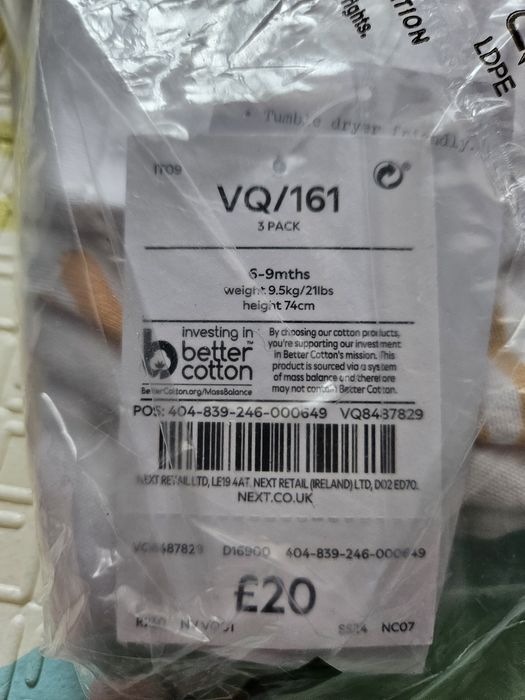 ights.
TION
LDPE
• Tumble dryer friendly.
1709
VQ/161
3 PACK
6-9mths
weight 9.5kg/21lbs
height 74cm
investing in
better
cotton
BetterCotton.org/MassBalance
By choosing our cotton products,
you're supporting our investment
in Better Cotton's mission. This
product is sourced via a system
of mass balance and therefore
may not contain Better Cotton.
POS: 404-839-246-000649 VQ8487829
NEXT RETAIL LTD, LE19 4AT. NEXT RETAIL (IRELAND) LTD, D02 ED70.
NEXT.CO.UK
VQ8487829 D16900 404-839-246-000649
£20
SS24 NC07